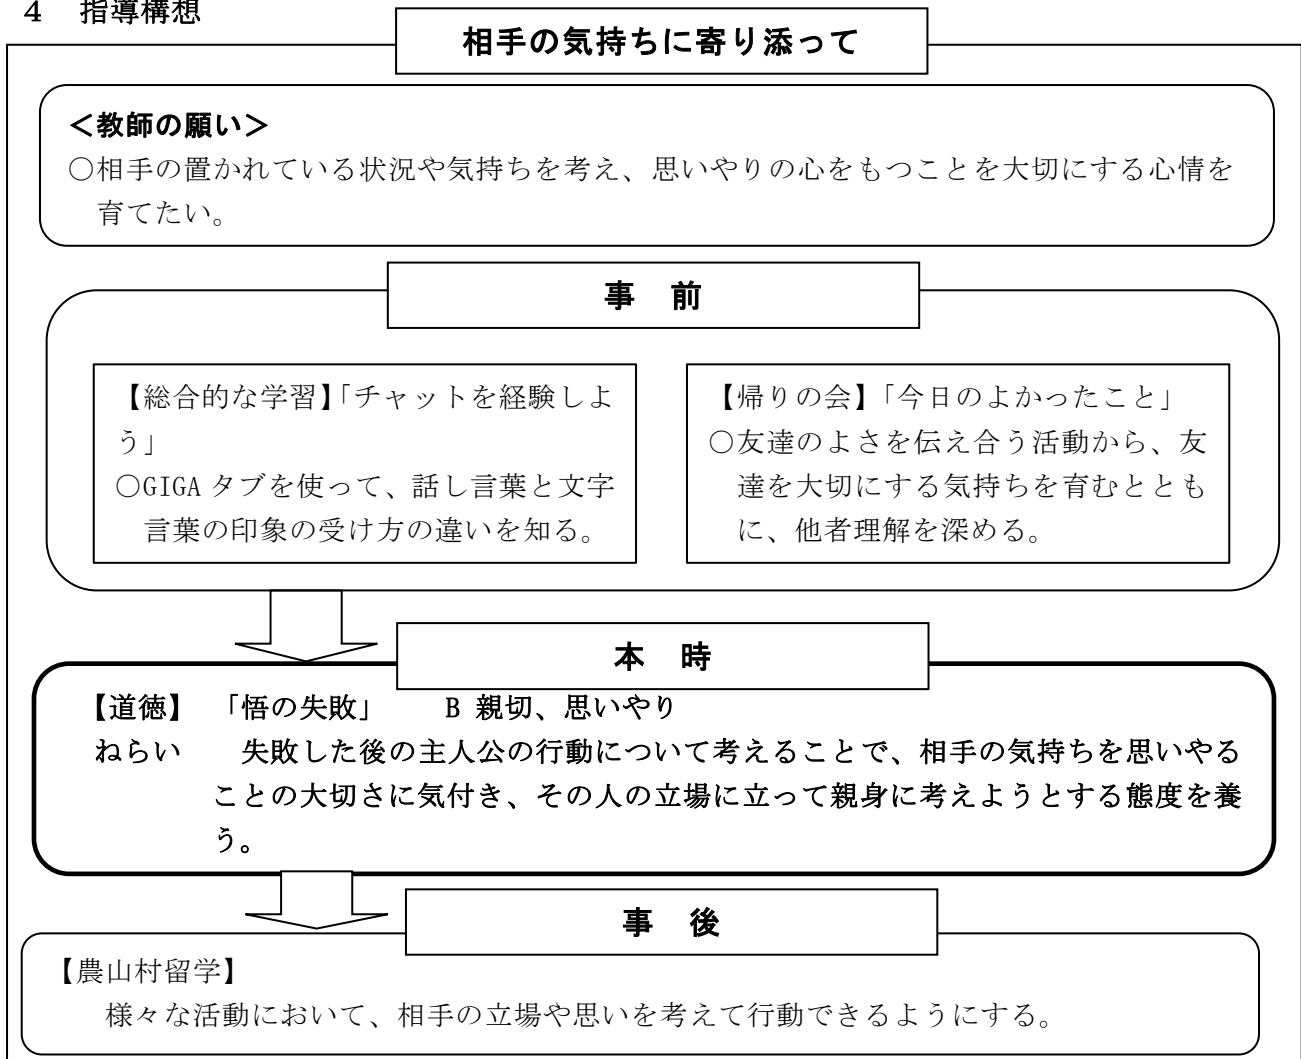 4 指導構想
相手の気持ちに寄り添って
＜教師の願い＞
○相手の置かれている状況や気持ちを考え、思いやりの心をもつことを大切にする心情を
育てたい。
事 前
【総合的な学習】「チャットを経験しよ
う」
○GIGA タブを使って、話し言葉と文字
言葉の印象の受け方の違いを知る。
【帰りの会】「今日のよかったこと」
○友達のよさを伝え合う活動から、友
達を大切にする気持ちを育むととも
に、他者理解を深める。
本 時
【道徳】 「悟の失敗」 B 親切、思いやり
ねらい 失敗した後の主人公の行動について考えることで、相手の気持ちを思いやる
ことの大切さに気付き、その人の立場に立って親身に考えようとする態度を養
う。
事 後
【農山村留学】
様々な活動において、相手の立場や思いを考えて行動できるようにする。